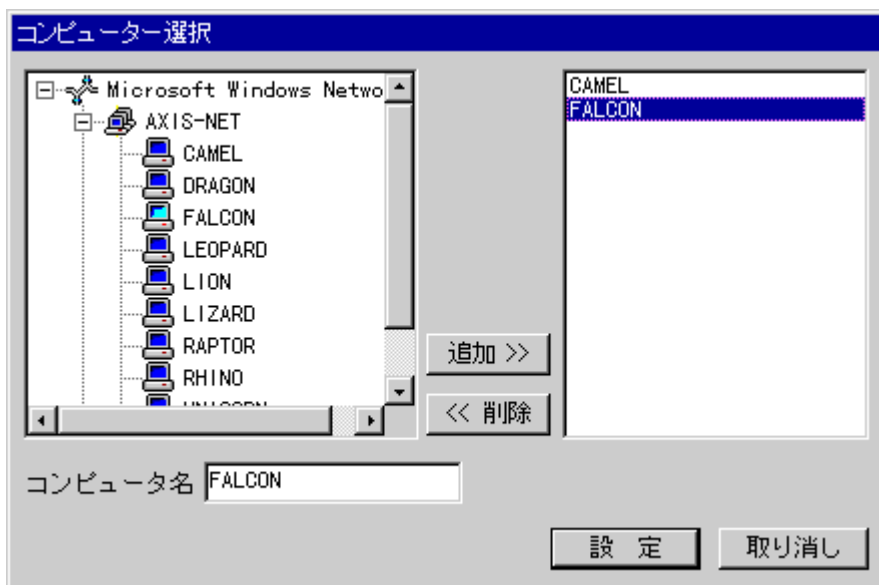 コンピューター選択
Microsoft Windows Netwo
AXIS-NET
CAMEL
DRAGON
FALCON
LEOPARD
LION
LIZARD
RAPTOR
RHINO
CAMEL
FALCON
追加 >>
<< 削除
コンピュータ名 FALCON
設 定
取り消し